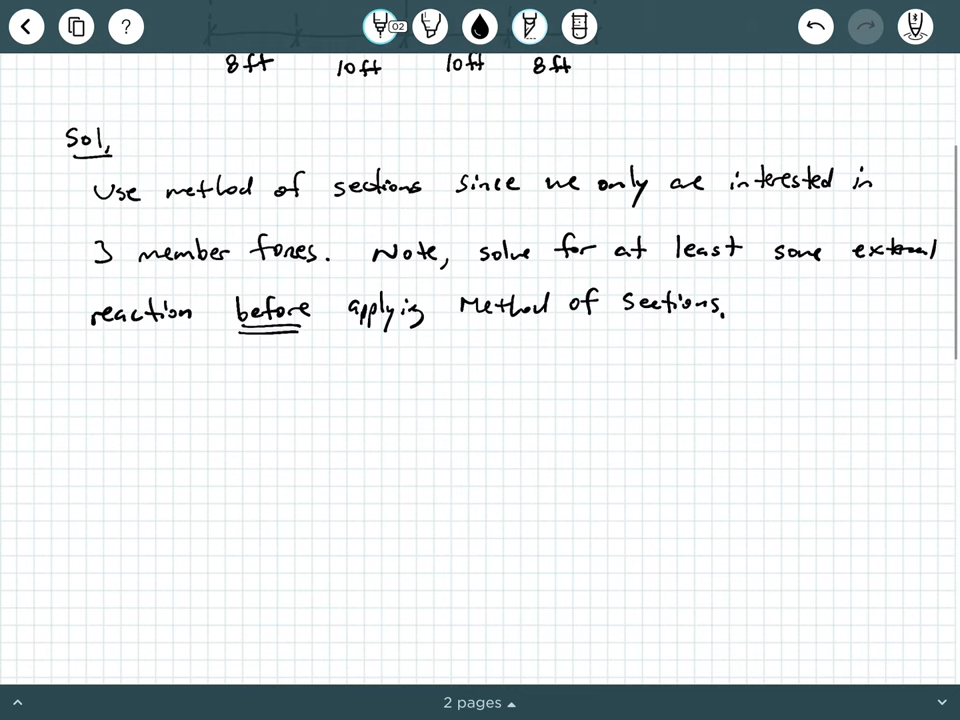 ?
02
8ft 10ft 10ft 8ft
Sol,
Use method of sections since we only are interested in
3 member forces. Note, solve for at least some external
reaction before applying Method of Sections.
2 pages